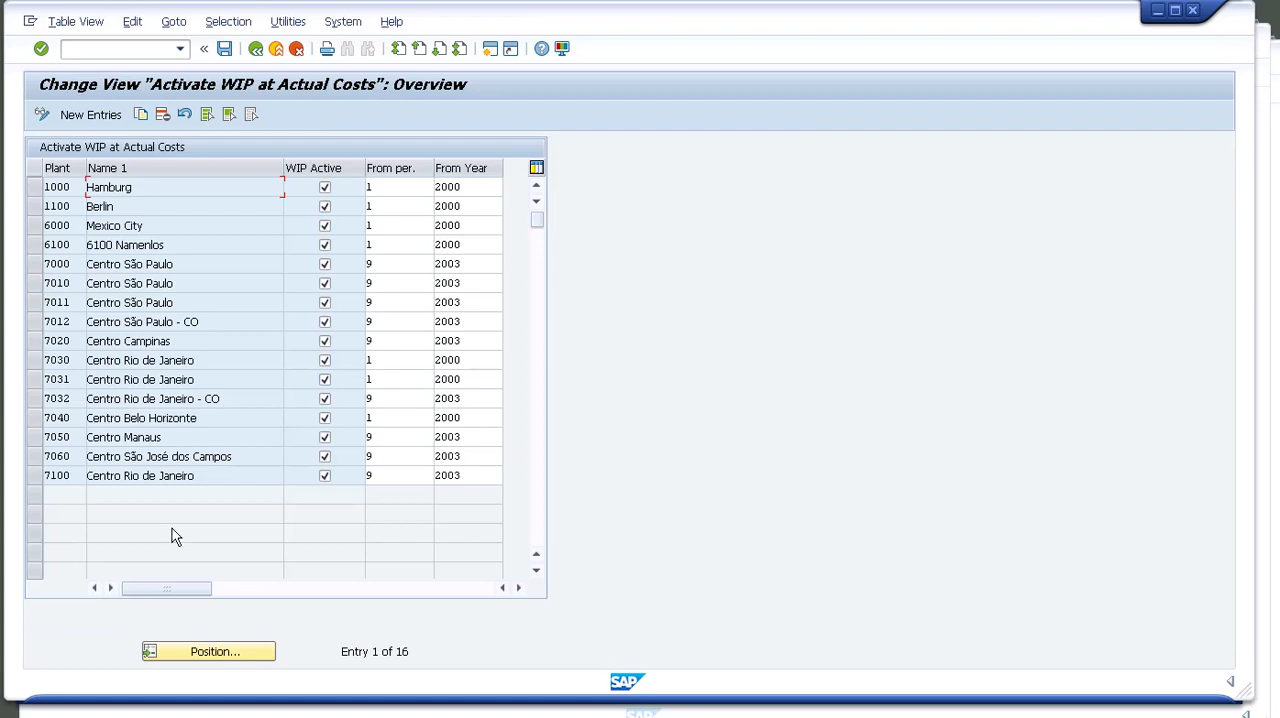 Table View Edit Goto Selection Utilities System Help
Change View "Activate WIP at Actual Costs": Overview
New Entries
Activate WIP at Actual Costs
Plant Name 1 WIP Active From per. From Year
1000 Hamburg 1 2000
1100 Berlin 1 2000
6000 Mexico City 1 2000
6100 6100 Namenlos 1 2000
7000 Centro São Paulo 9 2003
7010 Centro São Paulo 9 2003
7011 Centro São Paulo 9 2003
7012 Centro São Paulo - CO 9 2003
7020 Centro Campinas 9 2003
7030 Centro Rio de Janeiro 1 2000
7031 Centro Rio de Janeiro 1 2000
7032 Centro Rio de Janeiro - CO 9 2003
7040 Centro Belo Horizonte 1 2000
7050 Centro Manaus 9 2003
7060 Centro São José dos Campos 9 2003
7100 Centro Rio de Janeiro 9 2003
Position... Entry 1 of 16
SAP